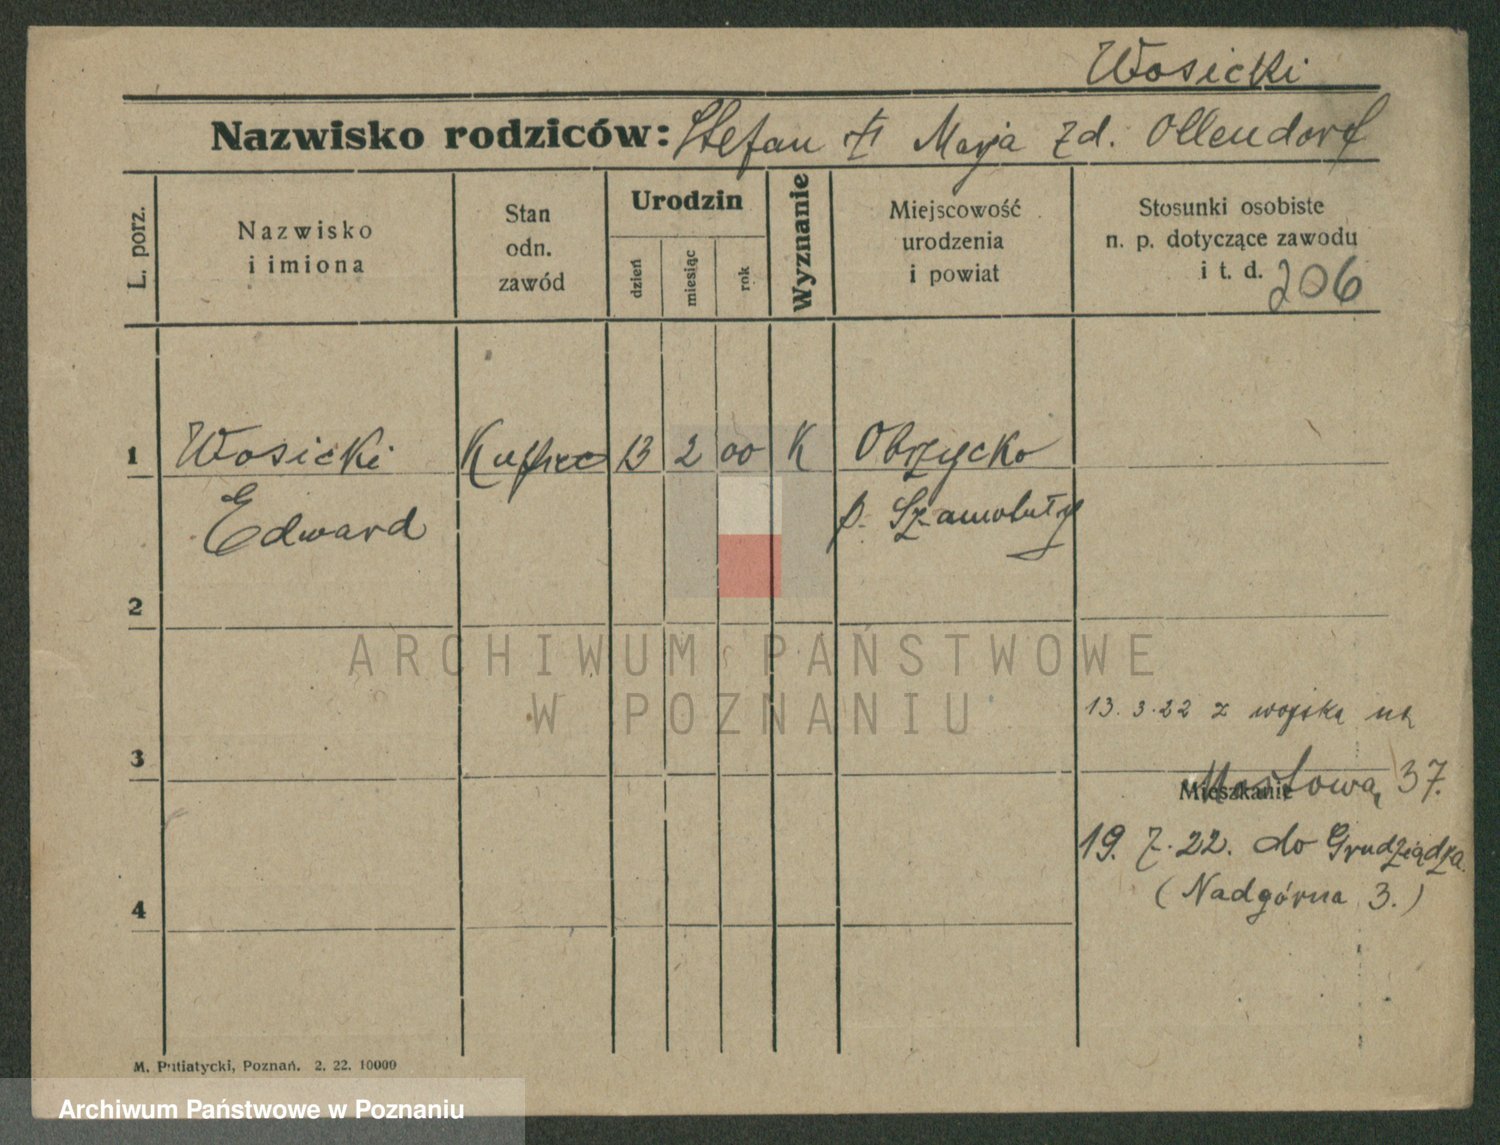 Wosicki
Nazwisko rodziców: Stefan Marja zd. Ollendorf
L. porz.
Nazwisko
i imiona
Stan
odn.
zawód
Urodzin
dzień
miesiąc
rok
Wyznanie
Miejscowość
urodzenia
i powiat
Stosunki osobiste
n. p. dotyczące zawodu
i t. d.
206
1 Wosicki Kupiec 13 2 00 K Obrzycko
Edward p. Szamotuły
2
ARCHIWUM PAŃSTWOWE
W POZNANIU
13.3.22 z wojska na
3
Mostowa, 37.
Mieszkanie
19. 7. 22. do Grudziądza
(Nadgórna 3.)
4
M. Putiatycki, Poznań. 2. 22. 10000
Archiwum Państwowe w Poznaniu